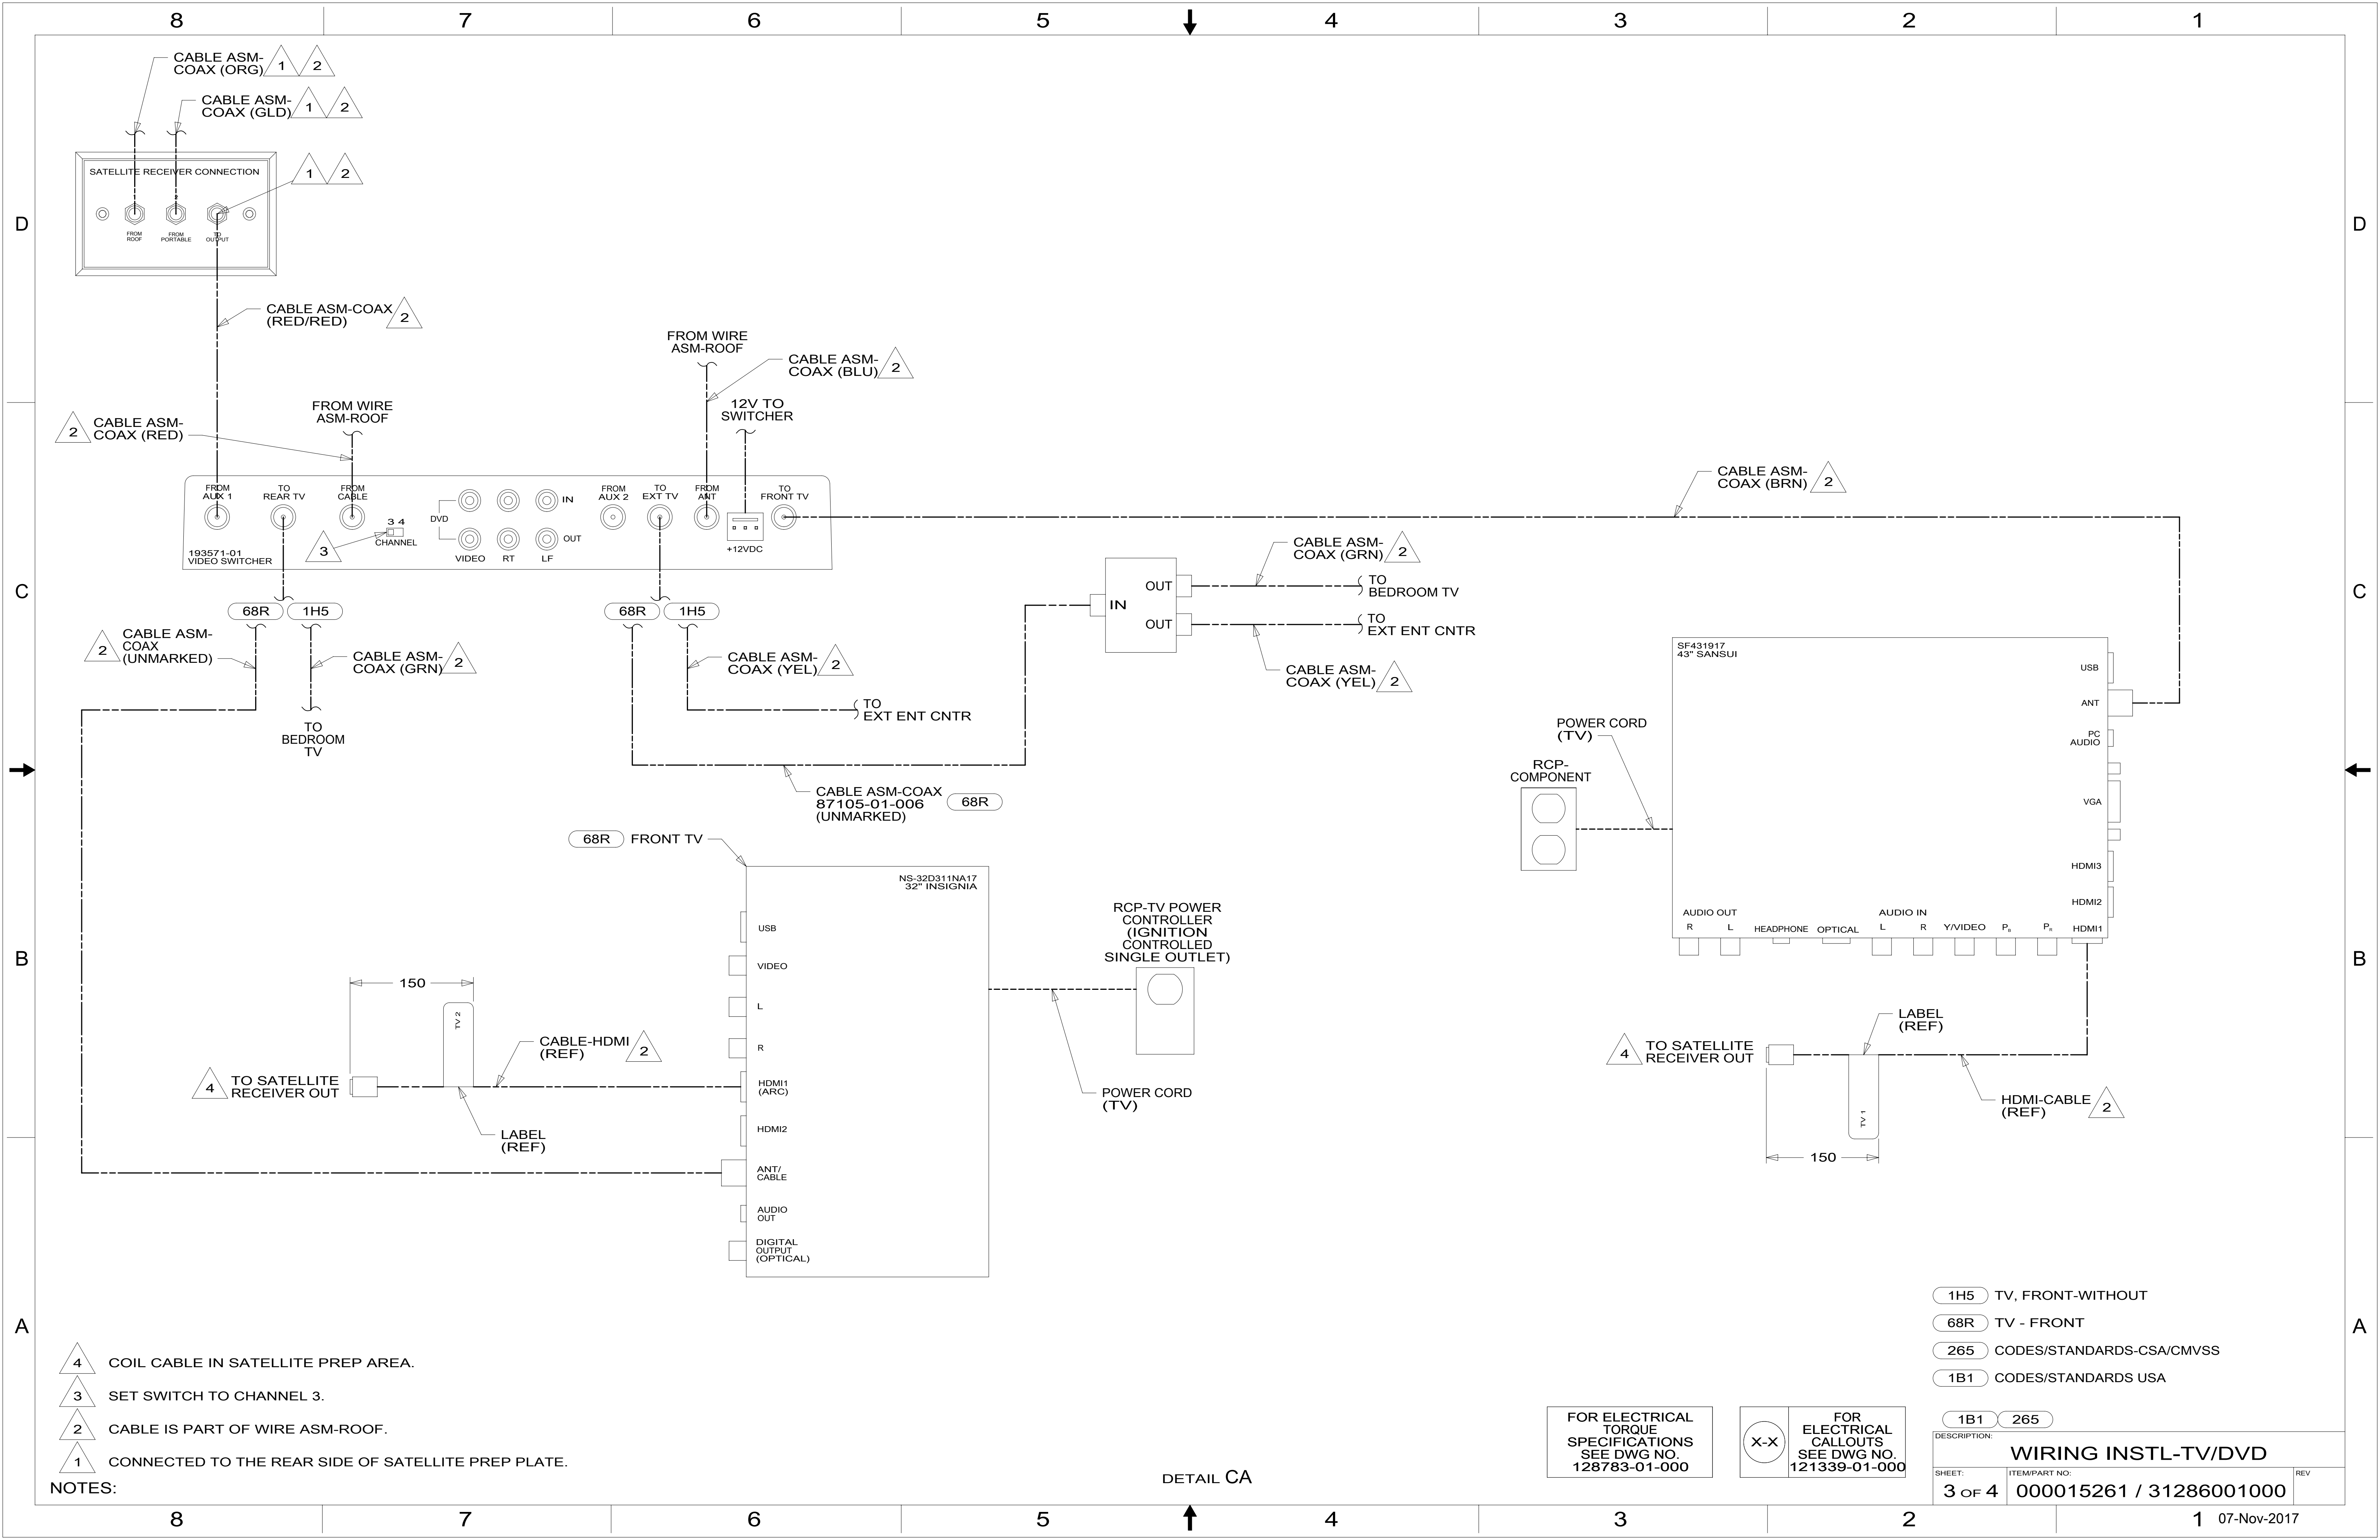 8 7 6 5 4 3 2 1
D
C
B
A
D
C
B
A
CABLE ASM-
COAX (ORG)
1 2
CABLE ASM-
COAX (GLD)
1 2
1 2
SATELLITE RECEIVER CONNECTION
FROM
ROOF
FROM
PORTABLE
TO
OUTPUT
CABLE ASM-COAX
(RED/RED)
2
FROM WIRE
ASM-ROOF
CABLE ASM-
COAX (BLU)
2
12V TO
SWITCHER
FROM WIRE
ASM-ROOF
2
CABLE ASM-
COAX (RED)
FROM
AUX 1
TO
REAR TV
FROM
CABLE
3 4
CHANNEL
3
DVD
IN
OUT
VIDEO
RT
LF
FROM
AUX 2
TO
EXT TV
FROM
ANT
+12VDC
TO
FRONT TV
193571-01
VIDEO SWITCHER
CABLE ASM-
COAX (BRN)
2
68R
1H5
68R
1H5
2
CABLE ASM-
COAX
(UNMARKED)
CABLE ASM-
COAX (GRN)
2
TO
BEDROOM
TV
CABLE ASM-
COAX (YEL)
2
TO
EXT ENT CNTR
CABLE ASM-COAX
87105-01-006
(UNMARKED)
68R
IN
OUT
OUT
CABLE ASM-
COAX (GRN)
2
TO
BEDROOM TV
TO
EXT ENT CNTR
CABLE ASM-
COAX (YEL)
2
SF431917
43" SANSUI
USB
ANT
PC
AUDIO
VGA
HDMI3
HDMI2
HDMI1
AUDIO OUT
R
L
HEADPHONE
OPTICAL
AUDIO IN
L
R
Y/VIDEO
POWER CORD
(TV)
RCP-
COMPONENT
68R
FRONT TV
NS-32D311NA17
32" INSIGNIA
USB
VIDEO
L
R
HDMI1
(ARC)
HDMI2
ANT/
CABLE
AUDIO
OUT
DIGITAL
OUTPUT
(OPTICAL)
RCP-TV POWER
CONTROLLER
(IGNITION
CONTROLLED
SINGLE OUTLET)
POWER CORD
(TV)
150
TV 2
CABLE-HDMI
(REF)
2
4
TO SATELLITE
RECEIVER OUT
LABEL
(REF)
LABEL
(REF)
4
TO SATELLITE
RECEIVER OUT
TV 1
HDMI-CABLE
(REF)
2
150
1H5 TV, FRONT-WITHOUT
68R TV - FRONT
265 CODES/STANDARDS-CSA/CMVSS
1B1 CODES/STANDARDS USA
1B1 265
4 COIL CABLE IN SATELLITE PREP AREA.
3 SET SWITCH TO CHANNEL 3.
2 CABLE IS PART OF WIRE ASM-ROOF.
1 CONNECTED TO THE REAR SIDE OF SATELLITE PREP PLATE.
NOTES:
DETAIL CA
FOR ELECTRICAL
TORQUE
SPECIFICATIONS
SEE DWG NO.
128783-01-000
X-X
FOR
ELECTRICAL
CALLOUTS
SEE DWG NO.
121339-01-000
DESCRIPTION:
WIRING INSTL-TV/DVD
SHEET:
3 OF 4
ITEM/PART NO:
000015261 / 31286001000
REV
8 7 6 5 4 3 2 1
07-Nov-2017